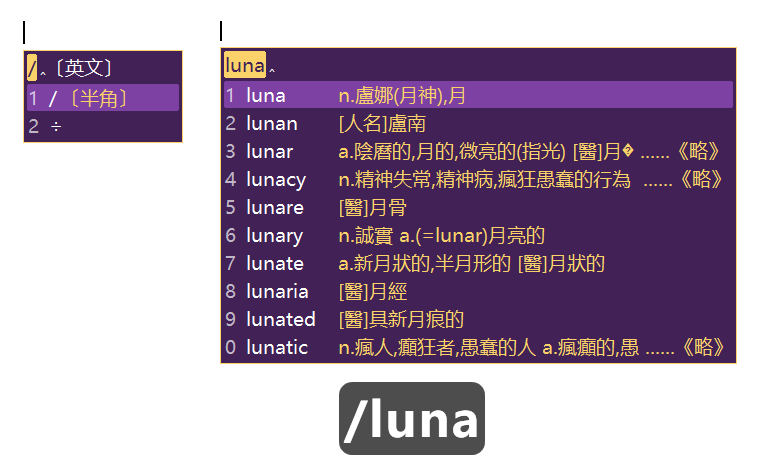 /‸〔英文〕
1 /〔半角〕
2 ÷
luna‸
1 luna n.盧娜(月神),月
2 lunan [人名]盧南
3 lunar a.陰曆的,月的,微亮的(指光) [醫]月� ......《略》
4 lunacy n.精神失常,精神病,瘋狂愚蠢的行為 ......《略》
5 lunare [醫]月骨
6 lunary n.誠實 a.(=lunar)月亮的
7 lunate a.新月狀的,半月形的 [醫]月狀的
8 lunaria [醫]月經
9 lunated [醫]具新月痕的
0 lunatic n.瘋人,癲狂者,愚蠢的人 a.瘋癲的,愚 ......《略》
/luna